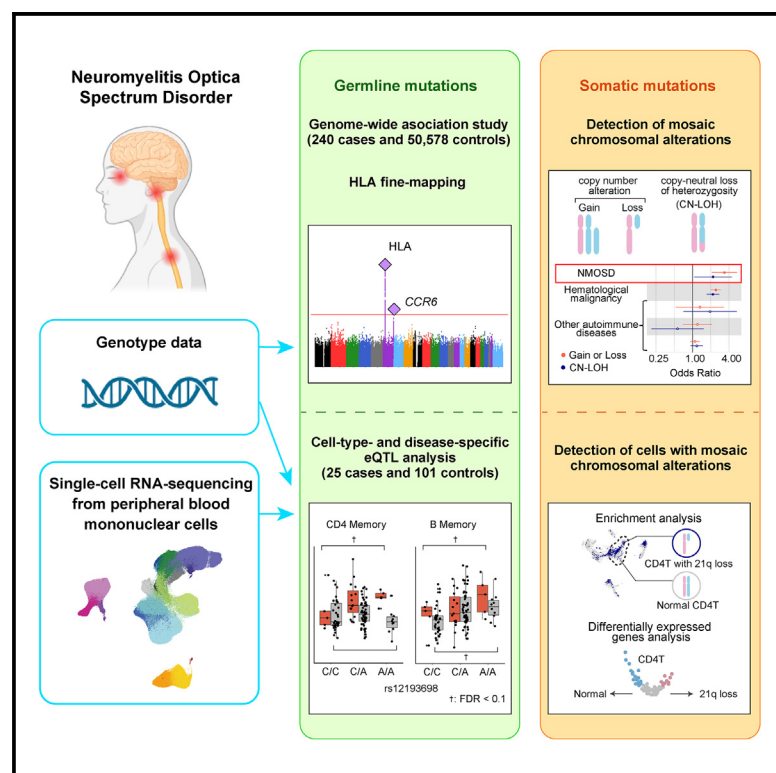 Neuromyelitis Optica
Spectrum Disorder
Genotype data
Single-cell RNA-sequencing
from peripheral blood
mononuclear cells
Germline mutations
Genome-wide asociation study
(240 cases and 50,578 controls)
HLA fine-mapping
HLA
CCR6
Cell-type- and disease-specific
eQTL analysis
(25 cases and 101 controls)
CD4 Memory
B Memory
†
†
†
C/C
C/A
A/A
C/C
C/A
A/A
rs12193698
†: FDR < 0.1
Somatic mutations
Detection of mosaic
chromosomal alterations
copy number
alteration
copy-neutral loss
of heterozygosity
(CN-LOH)
Gain
Loss
NMOSD
Hematological
malignancy
Other autoimmune
diseases
Gain or Loss
CN-LOH
0.25
1.00
4.00
Odds Ratio
Detection of cells with mosaic
chromosomal alterations
Enrichment analysis
CD4T with 21q loss
Normal CD4T
Differentially expressed
genes analysis
CD4T
Normal
21q loss